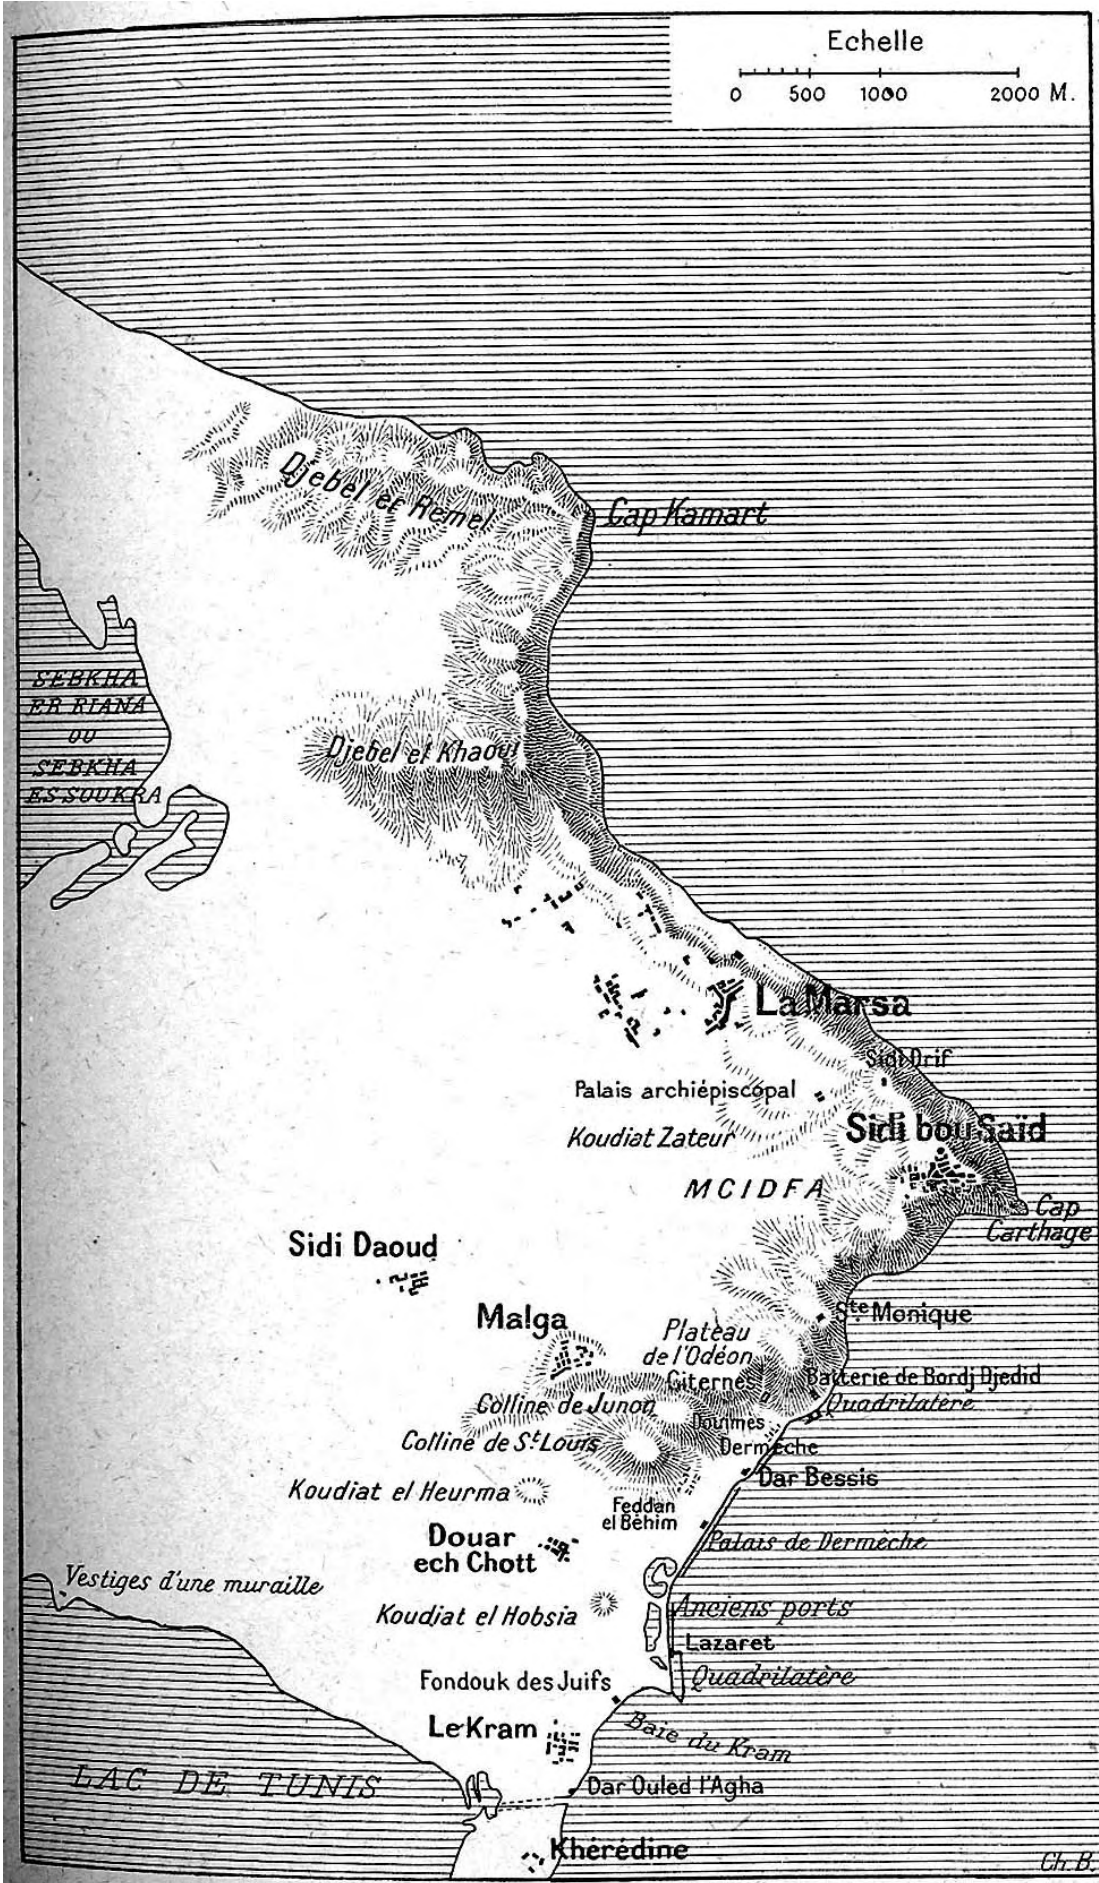 Echelle
0 500 1000 2000 M.
Djebel er Remel
Cap Kamart
SEBKHA
ER RIANA
OU
SEBKHA
ES SOUKRA
Djebel el Khaoui
La Marsa
Sidi Drif
Palais archiépiscopal
Koudiat Zateur
Sidi bou Saïd
MCIDFA
Cap
Carthage
Sidi Daoud
Malga
Ste Monique
Plateau
de l'Odéon
Citernes
Batterie de Bordj Djedid
Quadrilatère
Colline de Junon
Douïmes
Colline de St Louis
Dermèche
Dar Bessis
Koudiat el Heurma
Feddan
el Béhim
Douar
ech Chott
Palais de Dermèche
Vestiges d'une muraille
Koudiat el Hobsia
Anciens ports
Lazaret
Fondouk des Juifs
Quadrilatère
Le Kram
Baie du Kram
LAC DE TUNIS
Dar Ouled l'Agha
Khérédine
Ch. B.